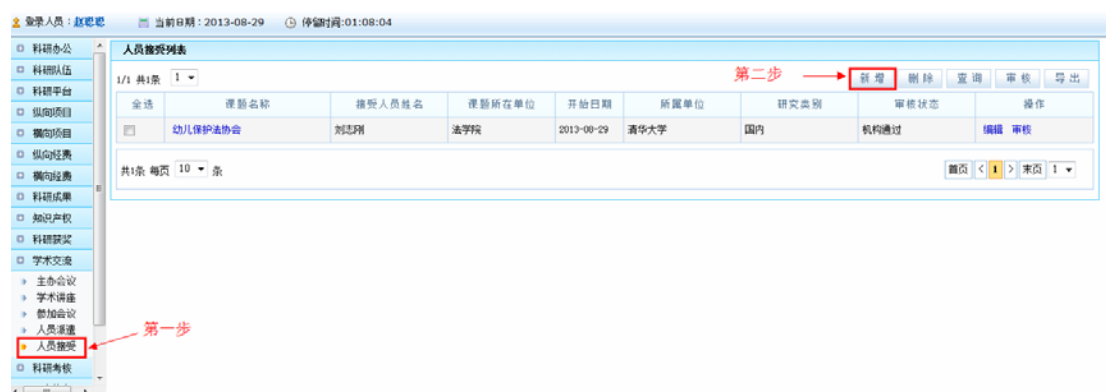 登录人员：赵聪聪 当前日期：2013-08-29 停留时间:01:08:04
科研办公
科研队伍
科研平台
纵向项目
横向项目
纵向经费
横向经费
科研成果
知识产权
科研获奖
学术交流
主办会议
学术讲座
参加会议
人员派遣
人员接受
科研考核
第一步
人员接受列表
1/1 共1条 1
第二步
新增 删除 查询 审核 导出
全选 课题名称 接受人员姓名 课题所在单位 开始日期 所属单位 研究类别 审核状态 操作
幼儿保护法协会 刘志刚 法学院 2013-08-29 清华大学 国内 机构通过 编辑 审核
共1条 每页 10 条 首页 < 1 > 末页 1